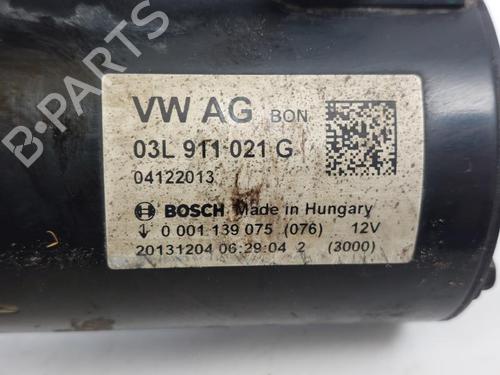 B-PARTS
VW AG BON
03L 911 021 G
04122013
BOSCH Made in Hungary
0 001 139 075 (076) 12V
20131204 06:29:04 2 (3000)